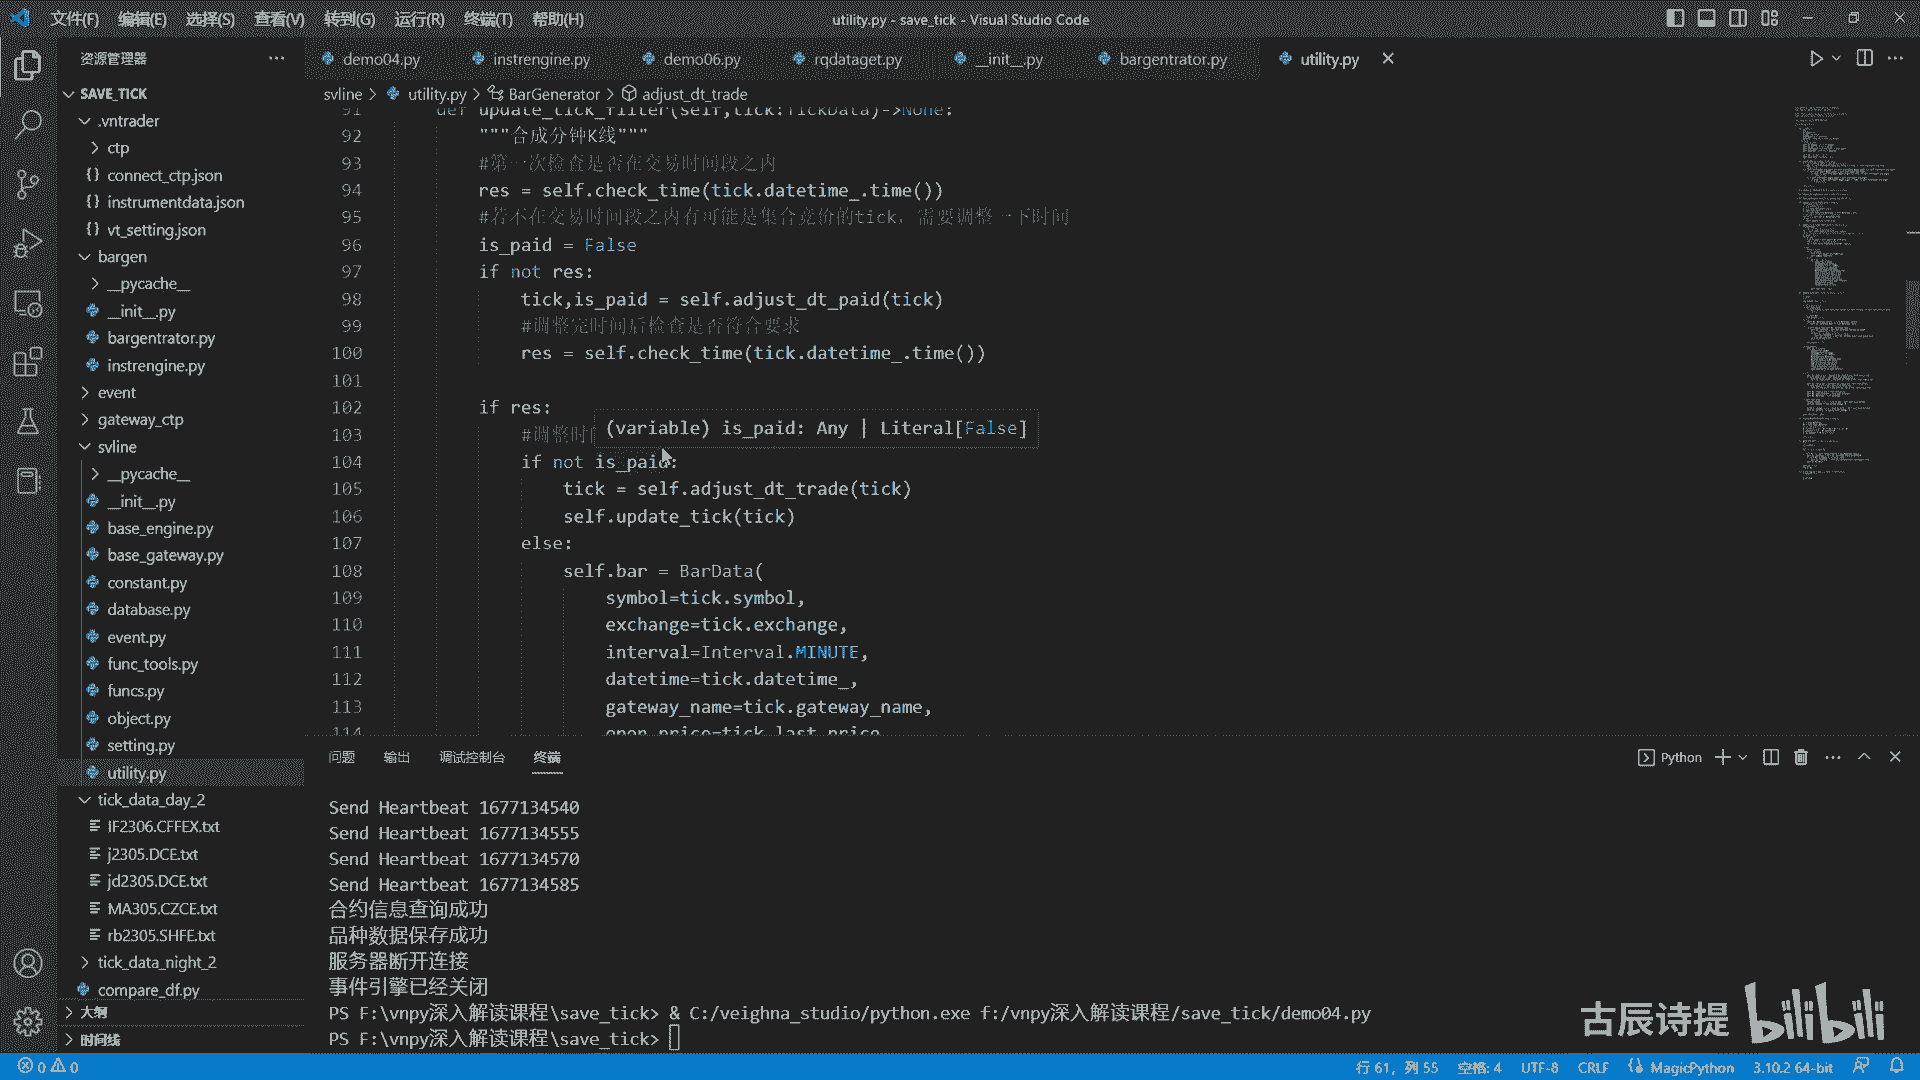 文件(F) 编辑(E) 选择(S) 查看(V) 转到(G) 运行(R) 终端(T) 帮助(H) utility.py - save_tick - Visual Studio Code
资源管理器
SAVE_TICK
.vntrader
ctp
connect_ctp.json
instrumentdata.json
vt_setting.json
bargen
__pycache__
__init__.py
bargentrator.py
instrengine.py
event
gateway_ctp
svline
__pycache__
__init__.py
base_engine.py
base_gateway.py
constant.py
database.py
event.py
func_tools.py
funcs.py
object.py
setting.py
utility.py
tick_data_day_2
IF2306.CFFEX.txt
j2305.DCE.txt
jd2305.DCE.txt
MA305.CZCE.txt
rb2305.SHFE.txt
tick_data_night_2
compare_df.py
大纲
时间线
demo04.py instrengine.py demo06.py rqdataget.py __init__.py bargentrator.py utility.py
svline > utility.py > BarGenerator > adjust_dt_trade
91 def update_tick_filter(self,tick:TickData)->None:
92 """合成分钟K线"""
93 #第一次检查是否在交易时间段之内
94 res = self.check_time(tick.datetime_.time())
95 #若不在交易时间段之内有可能是集合竞价的tick, 需要调整一下时间
96 is_paid = False
97 if not res:
98 tick,is_paid = self.adjust_dt_paid(tick)
99 #调整完时间后检查是否符合要求
100 res = self.check_time(tick.datetime_.time())
101
102 if res:
103 #调整时
(variable) is_paid: Any | Literal[False]
104 if not is_paid:
105 tick = self.adjust_dt_trade(tick)
106 self.update_tick(tick)
107 else:
108 self.bar = BarData(
109 symbol=tick.symbol,
110 exchange=tick.exchange,
111 interval=Interval.MINUTE,
112 datetime=tick.datetime_,
113 gateway_name=tick.gateway_name,
114 open_price=tick.last_price
问题 输出 调试控制台 终端 Python
Send Heartbeat 1677134540
Send Heartbeat 1677134555
Send Heartbeat 1677134570
Send Heartbeat 1677134585
合约信息查询成功
品种数据保存成功
服务器断开连接
事件引擎已经关闭
PS F:\vnpy深入解读课程\save_tick> & C:/veighna_studio/python.exe f:/vnpy深入解读课程/save_tick/demo04.py
PS F:\vnpy深入解读课程\save_tick>
古辰诗提 bilibili
0 0 行 61, 列 55 空格: 4 UTF-8 CRLF MagicPython 3.10.2 64-bit